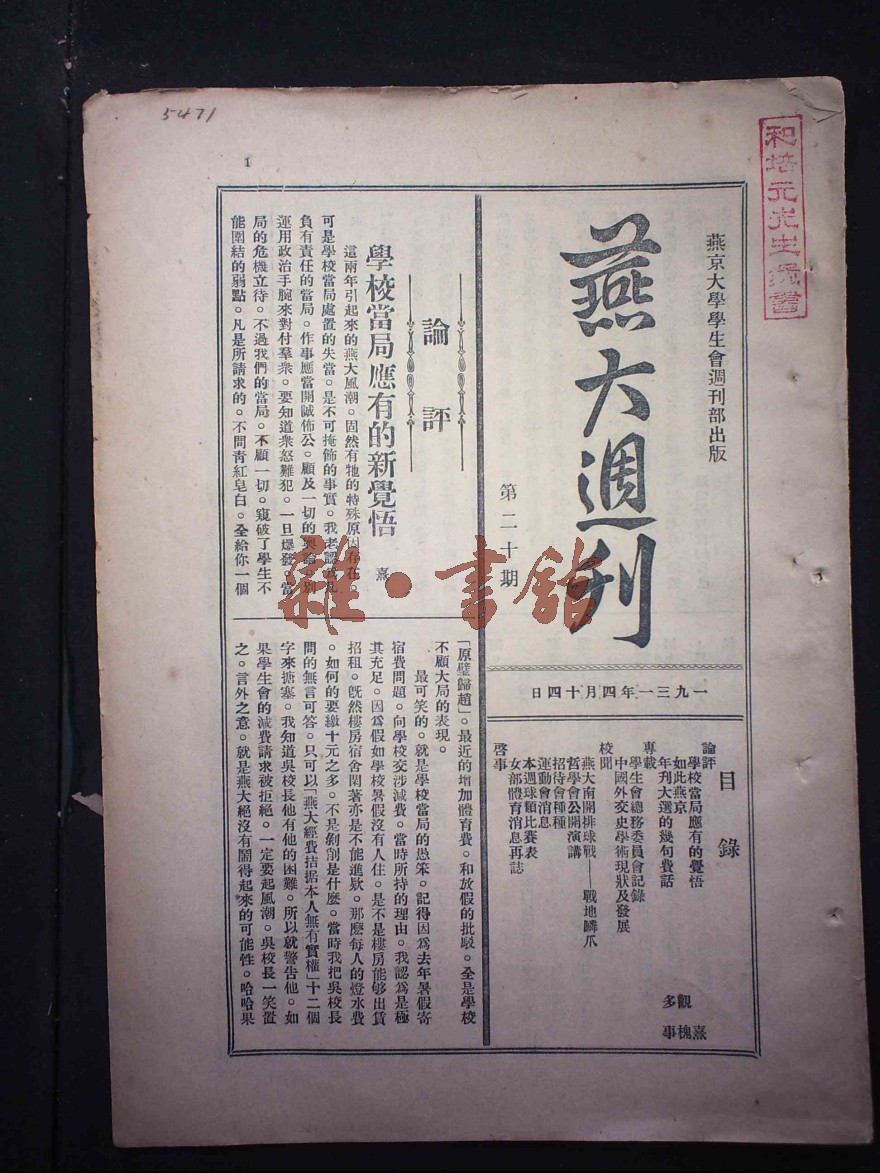 5471
1
和培元先生藏書
燕京大學學生會週刊部出版
燕大週刊
第二十期
日四十月四年一三九一
目錄
論評
學校當局應有的覺悟 熹
如此燕京 觀槐
年刊大選的幾句費話 多事
專載
學生會總務委員會記錄
中國外交史學術現狀及發展
校聞
燕大南開排球戰——戰地鱗爪
哲學會公開演講
招待會種種
運動會消息
本週球類比賽表
女部體育消息再誌
啓事
論評
學校當局應有的新覺悟
熹
這兩年引起來的燕大風潮。固然有牠的特殊原因存在。
可是學校當局處置的失當。是不可掩飾的事實。我老認為凡
負有責任的當局。作事應當開誠佈公。顧及一切的輿論。別
運用政治手腕來對付羣衆。要知道衆怒難犯。一旦爆發。當
局的危機立待。不過我們的當局。不顧一切。窺破了學生不
能團結的弱點。凡是所請求的。不問青紅皂白。全給你一個
「原璧歸趙」。最近的增加體育費。和放假的批駁。全是學校
不顧大局的表現。
最可笑的。就是學校當局的愚笨。記得因爲去年暑假寄
宿費問題。向學校交涉減費。當時所持的理由。我認爲是極
其充足。因爲假如學校暑假沒有人住。是不是樓房能够出賃
招租。旣然樓房宿舍閑著亦是不能進欵。那麽每人的燈水費
。如何的要繳十元之多。不是剝削是什麽。當時我把吳校長
問的無言可答。只可以「燕大經費拮据本人無有實權」十二個
字來搪塞。我知道吳校長他有他的困難。所以就警告他。如
果學生會的減費請求被拒絕。一定要起風潮。吳校長一笑置
之。言外之意。就是燕大絕沒有鬧得起來的可能性。哈哈果
雜·書館